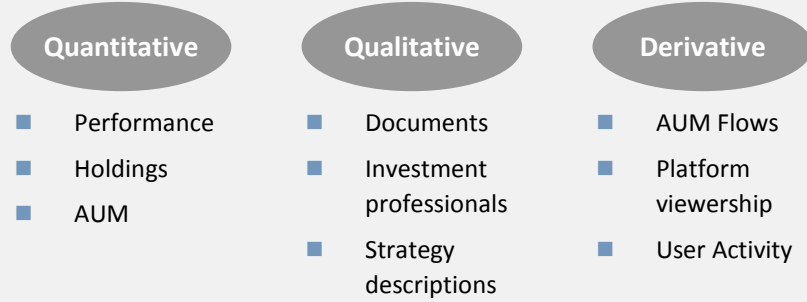 Quantitative
Performance
Holdings
AUM
Qualitative
Documents
Investment
professionals
Strategy
descriptions
Derivative
AUM Flows
Platform
viewership
User Activity